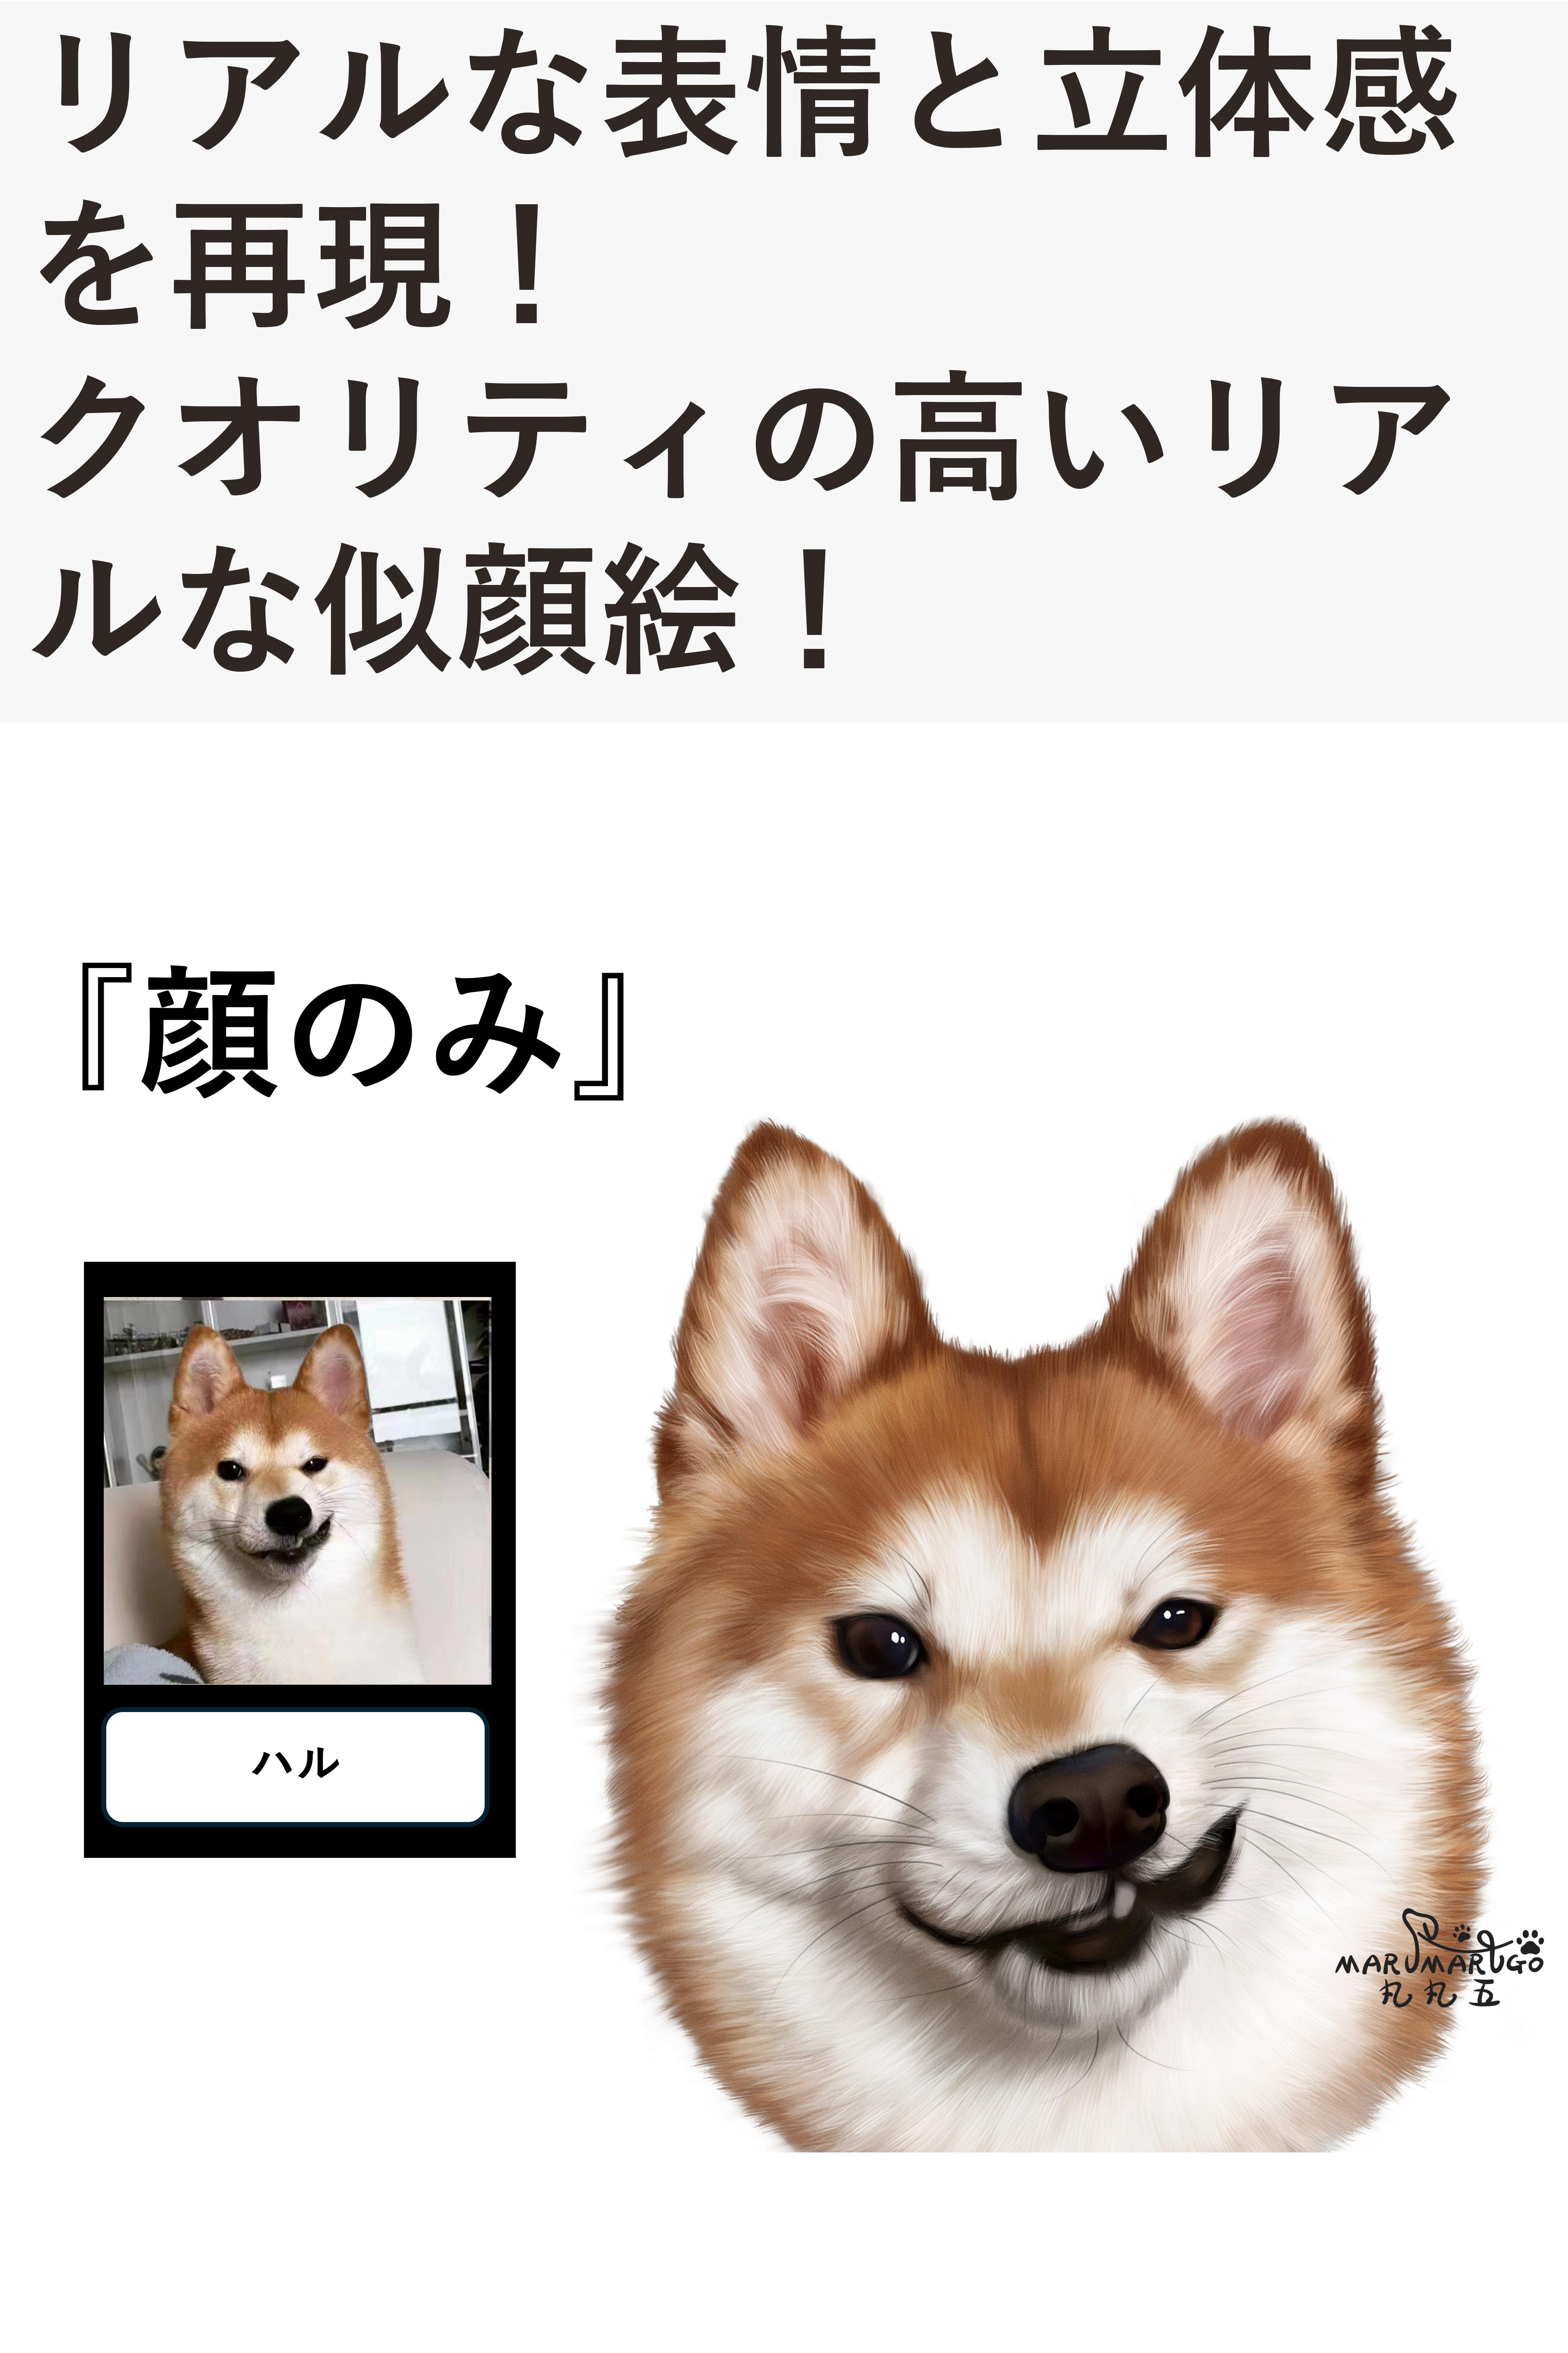 リアルな表情と立体感
を再現！
クオリティの高いリア
ルな似顔絵！
『顔のみ』
ハル
MARUMARUGO
丸丸五